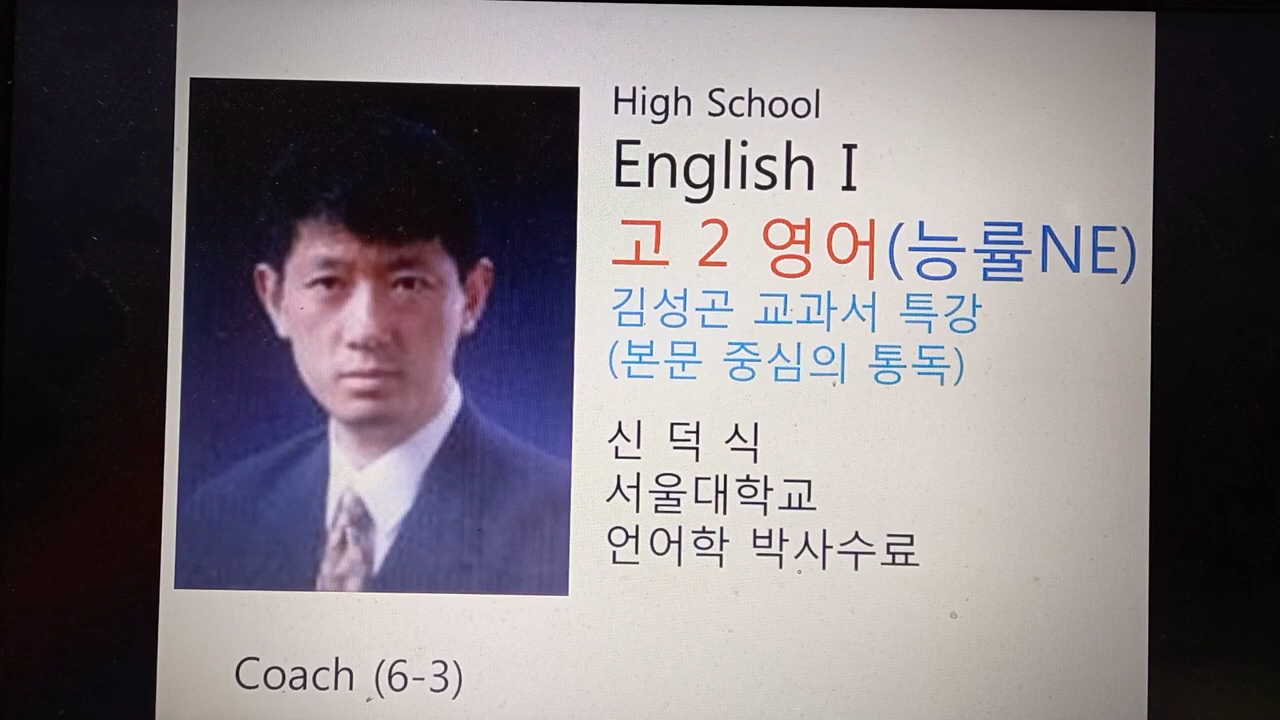 High School
English I
고 2 영어(능률NE)
김성곤 교과서 특강
(본문 중심의 통독)
신 덕 식
서울대학교
언어학 박사수료
Coach (6-3)